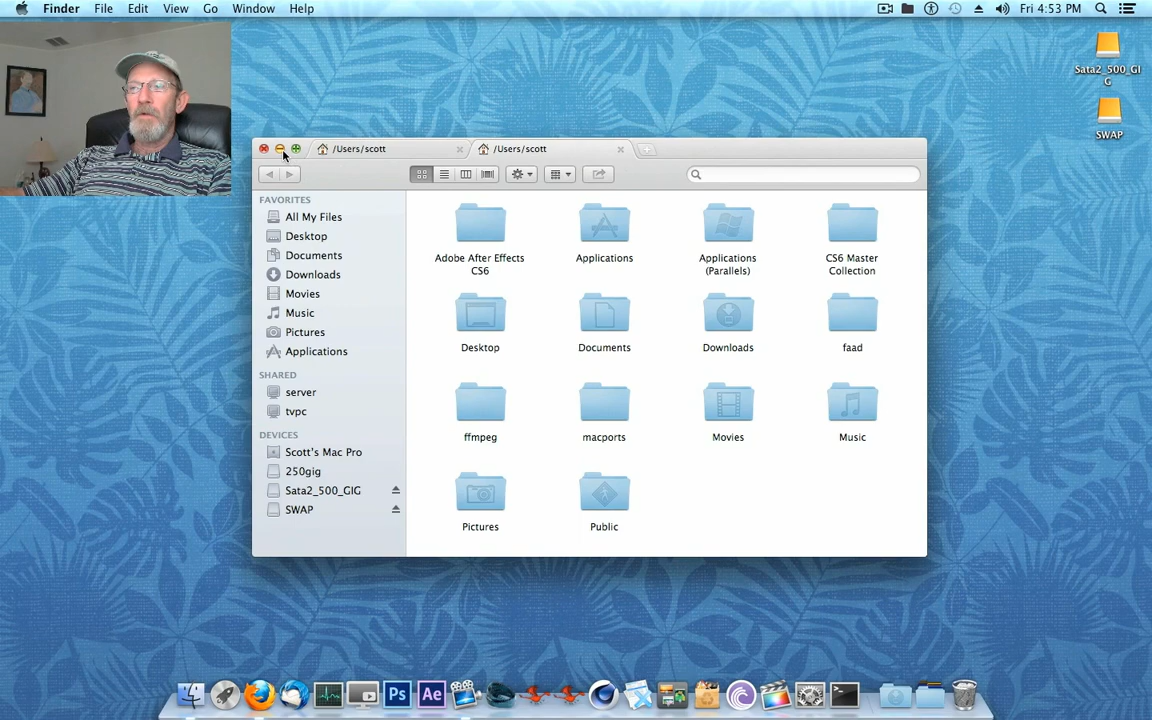 Finder File Edit View Go Window Help
Fri 4:53 PM
Sata2_500_GI
G
SWAP
/Users/scott
/Users/scott
FAVORITES
All My Files
Desktop
Documents
Downloads
Movies
Music
Pictures
Applications
SHARED
server
tvpc
DEVICES
Scott's Mac Pro
250gig
Sata2_500_GIG
SWAP
Adobe After Effects
CS6
Applications
Applications
(Parallels)
CS6 Master
Collection
Desktop
Documents
Downloads
faad
ffmpeg
macports
Movies
Music
Pictures
Public
Ps
Ae